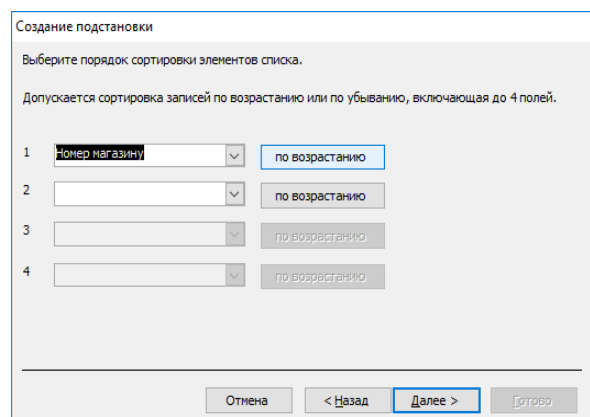 Создание подстановки
Выберите порядок сортировки элементов списка.
Допускается сортировка записей по возрастанию или по убыванию, включающая до 4 полей.
1 Номер магазину по возрастанию
2 по возрастанию
3 по возрастанию
4 по возрастанию
Отмена < Назад Далее > Готово